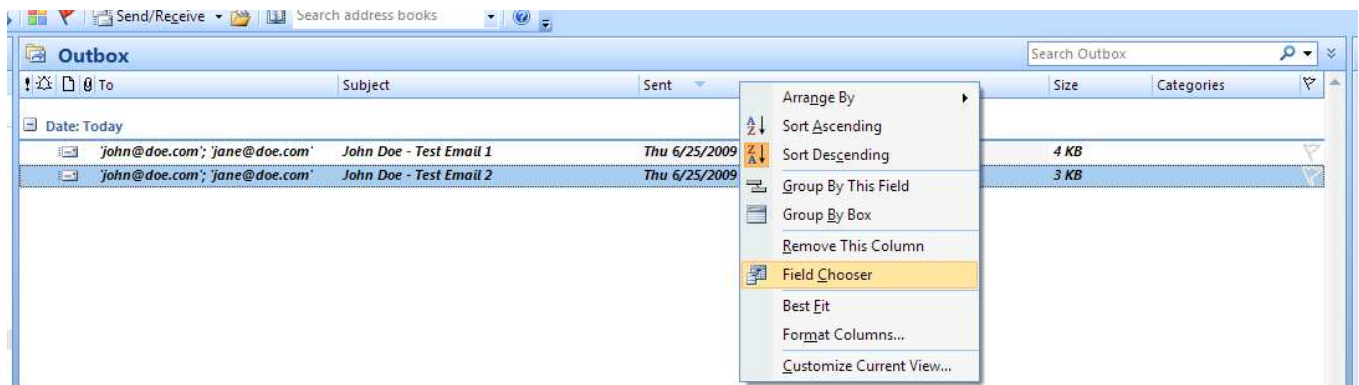 Send/Receive Search address books
Outbox Search Outbox
To Subject Sent Size Categories
Date: Today
'john@doe.com'; 'jane@doe.com' John Doe - Test Email 1 Thu 6/25/2009 4 KB
'john@doe.com'; 'jane@doe.com' John Doe - Test Email 2 Thu 6/25/2009 3 KB
Arrange By
Sort Ascending
Sort Descending
Group By This Field
Group By Box
Remove This Column
Field Chooser
Best Fit
Format Columns...
Customize Current View...